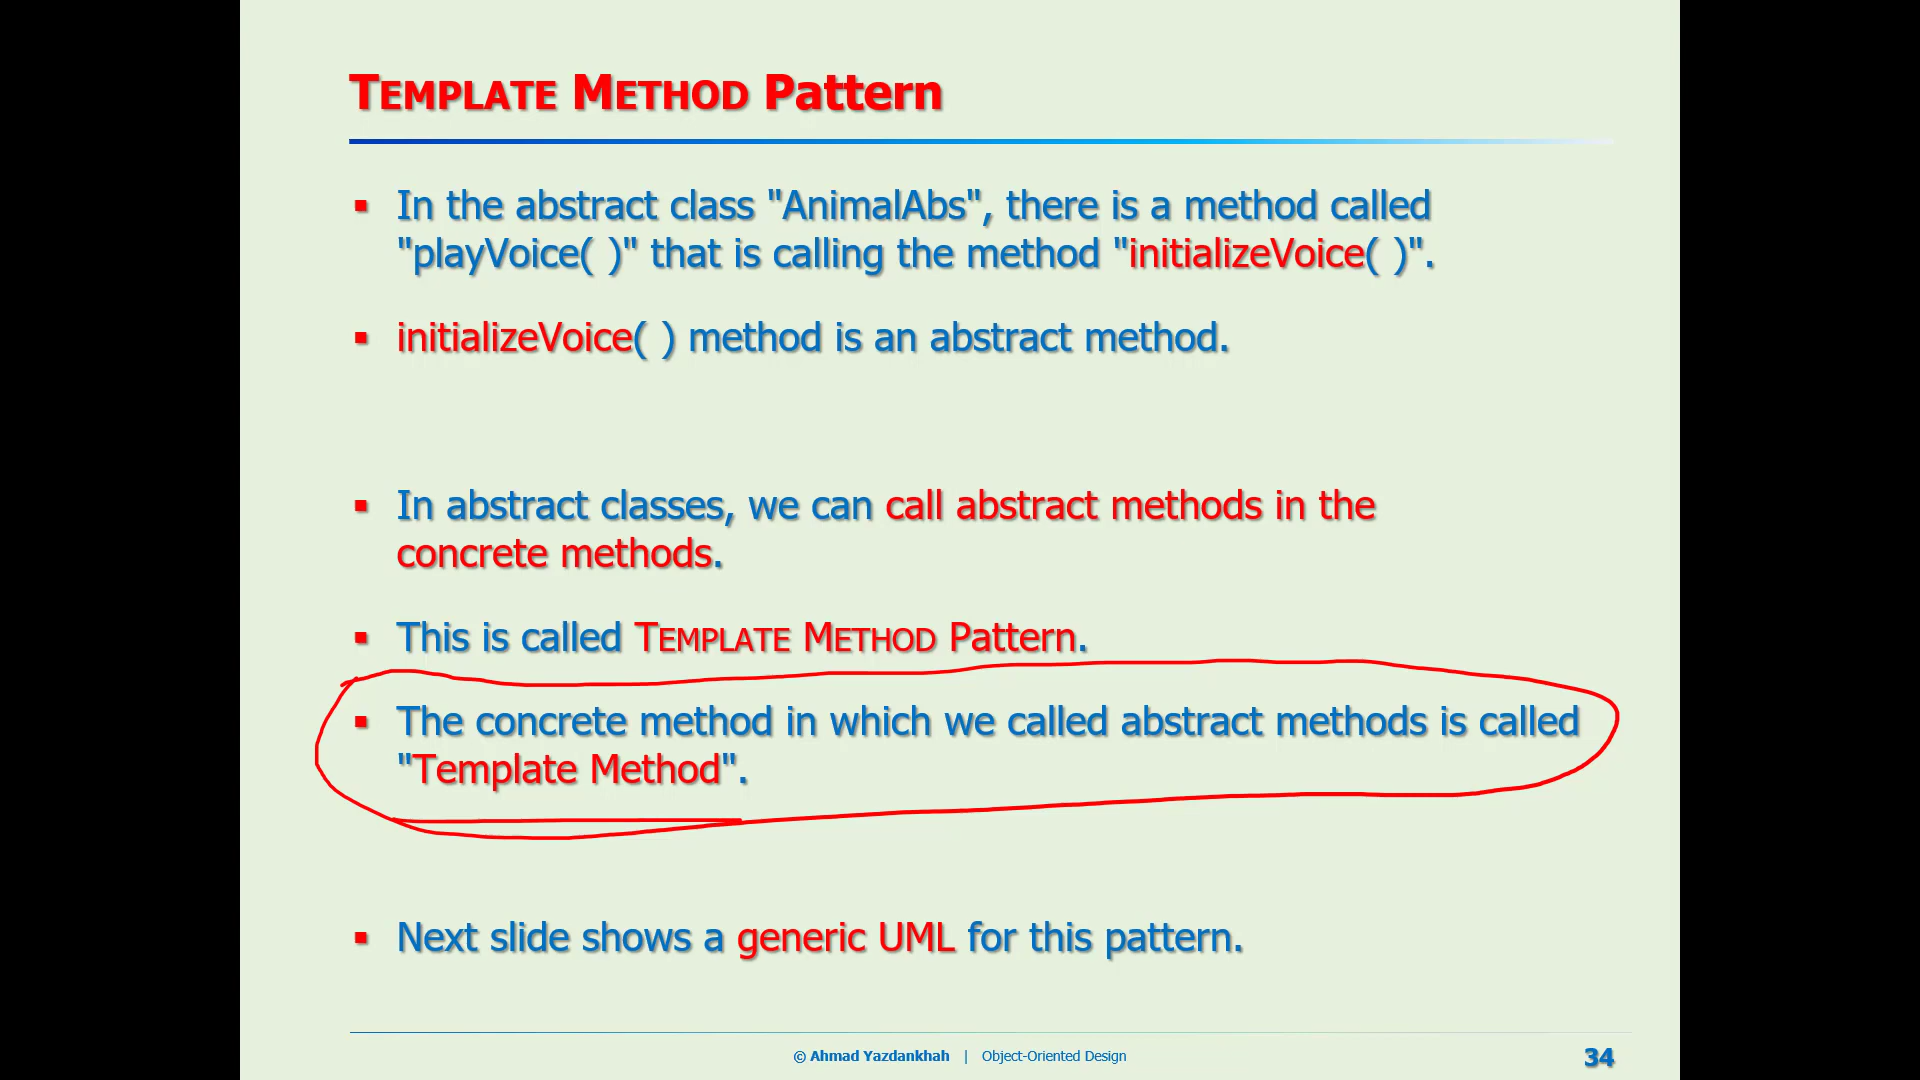 TEMPLATE METHOD Pattern
▪ In the abstract class "AnimalAbs", there is a method called
"playVoice( )" that is calling the method "initializeVoice( )".
▪ initializeVoice( ) method is an abstract method.
▪ In abstract classes, we can call abstract methods in the
concrete methods.
▪ This is called TEMPLATE METHOD Pattern.
▪ The concrete method in which we called abstract methods is called
"Template Method".
▪ Next slide shows a generic UML for this pattern.
© Ahmad Yazdankhah | Object-Oriented Design 34